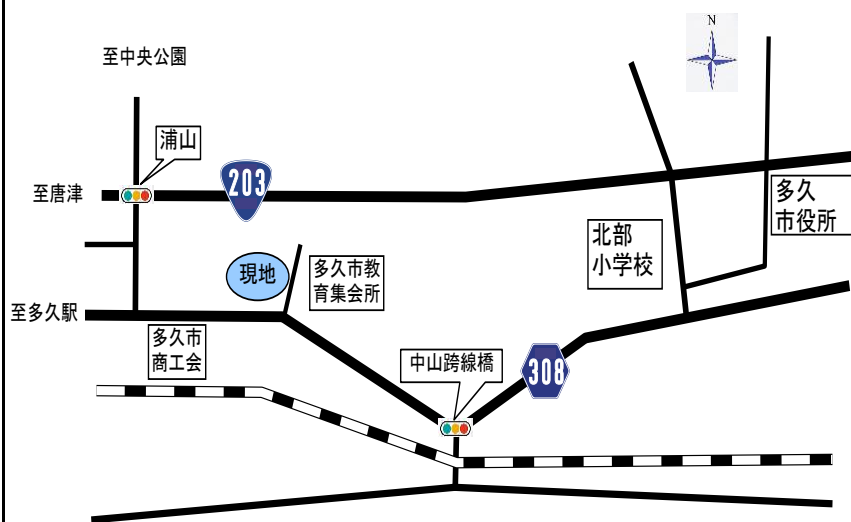 N
至中央公園
浦山
至唐津
203
多久
市役所
北部
小学校
現地
多久市教
育集会所
至多久駅
多久市
商工会
中山跨線橋
308